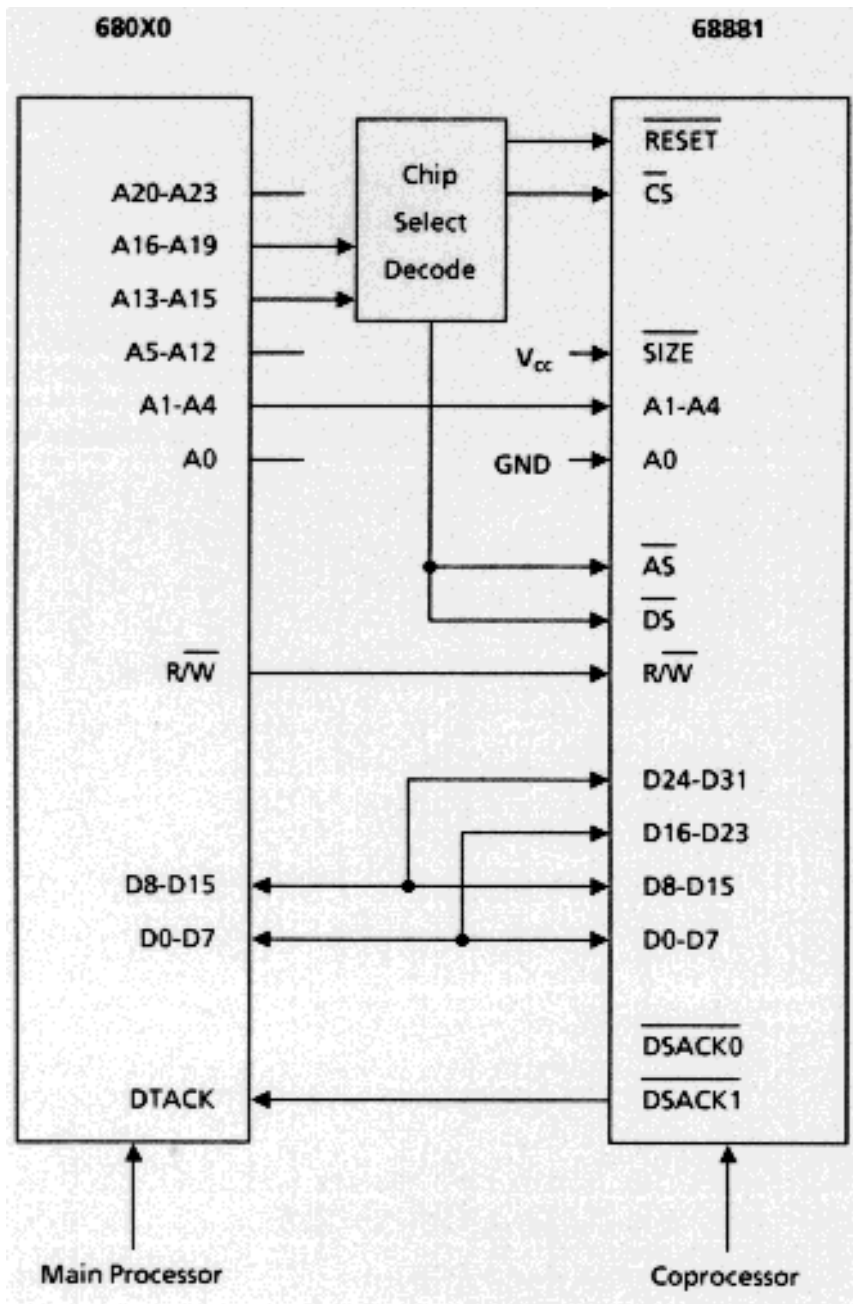 680X0
68881
Chip
Select
Decode
RESET
CS
A20-A23
A16-A19
A13-A15
A5-A12
Vcc
SIZE
A1-A4
A1-A4
A0
GND
A0
AS
DS
R/W
R/W
D24-D31
D16-D23
D8-D15
D8-D15
D0-D7
D0-D7
DSACK0
DTACK
DSACK1
Main Processor
Coprocessor